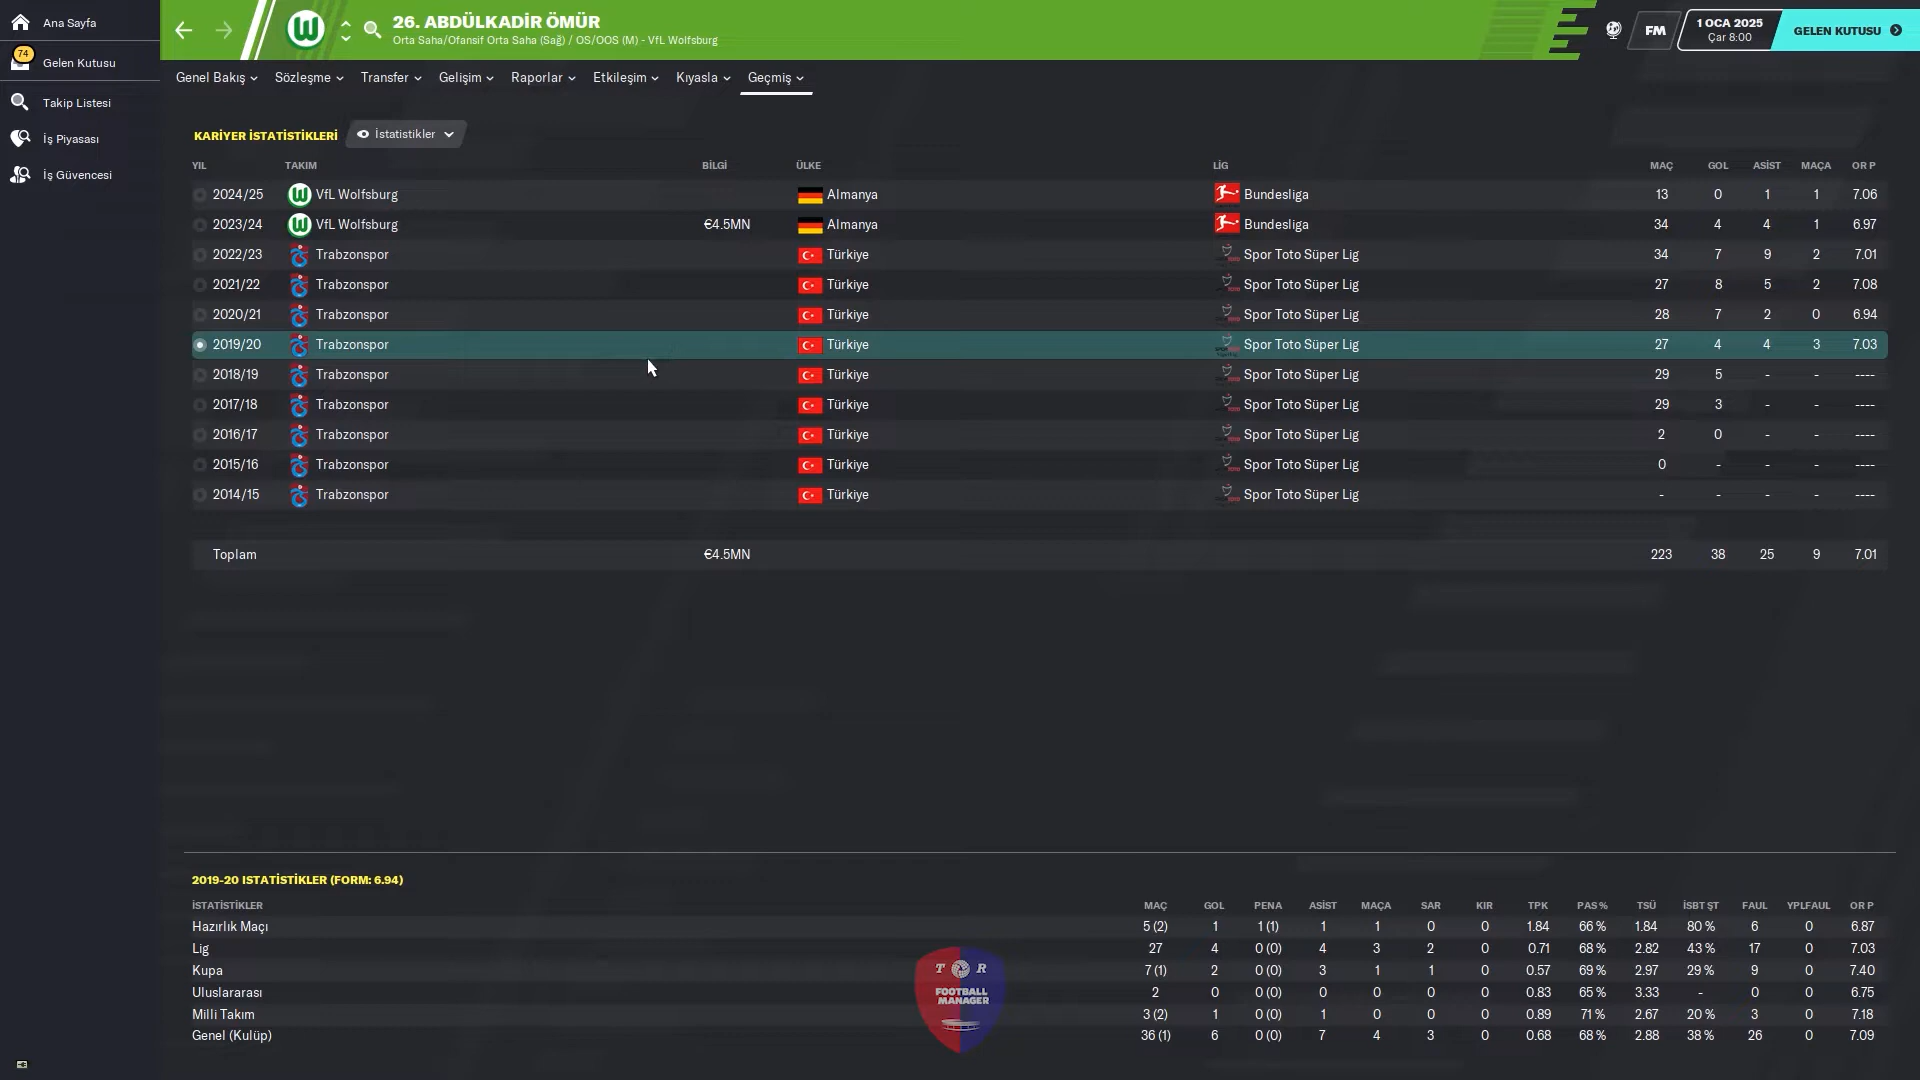 Ana Sayfa
74
Gelen Kutusu
Takip Listesi
İş Piyasası
İş Güvencesi
26. ABDÜLKADİR ÖMÜR
Orta Saha/Ofansif Orta Saha (Sağ) / OS/OOS (M) - VfL Wolfsburg
FM
1 OCA 2025
Çar 8:00
GELEN KUTUSU
Genel Bakış Sözleşme Transfer Gelişim Raporlar Etkileşim Kıyasla Geçmiş
KARİYER İSTATİSTİKLERİ İstatistikler
YIL TAKIM BİLGİ ÜLKE LİG MAÇ GOL ASİST MAÇA OR P
2024/25 VfL Wolfsburg Almanya Bundesliga 13 0 1 1 7.06
2023/24 VfL Wolfsburg €4.5MN Almanya Bundesliga 34 4 4 1 6.97
2022/23 Trabzonspor Türkiye Spor Toto Süper Lig 34 7 9 2 7.01
2021/22 Trabzonspor Türkiye Spor Toto Süper Lig 27 8 5 2 7.08
2020/21 Trabzonspor Türkiye Spor Toto Süper Lig 28 7 2 0 6.94
2019/20 Trabzonspor Türkiye Spor Toto Süper Lig 27 4 4 3 7.03
2018/19 Trabzonspor Türkiye Spor Toto Süper Lig 29 5 - - ----
2017/18 Trabzonspor Türkiye Spor Toto Süper Lig 29 3 - - ----
2016/17 Trabzonspor Türkiye Spor Toto Süper Lig 2 0 - - ----
2015/16 Trabzonspor Türkiye Spor Toto Süper Lig 0 - - - ----
2014/15 Trabzonspor Türkiye Spor Toto Süper Lig - - - - ----
Toplam €4.5MN 223 38 25 9 7.01
2019-20 ISTATİSTİKLER (FORM: 6.94)
İSTATİSTİKLER MAÇ GOL PENA ASİST MAÇA SAR KIR TPK PAS % TSÜ İSBT ŞT FAUL YPLFAUL OR P
Hazırlık Maçı 5 (2) 1 1 (1) 1 1 0 0 1.84 66 % 1.84 80 % 6 0 6.87
Lig 27 4 0 (0) 4 3 2 0 0.71 68 % 2.82 43 % 17 0 7.03
Kupa 7 (1) 2 0 (0) 3 1 1 0 0.57 69 % 2.97 29 % 9 0 7.40
Uluslararası 2 0 0 (0) 0 0 0 0 0.83 65 % 3.33 - 0 0 6.75
Milli Takım 3 (2) 1 0 (0) 1 0 0 0 0.89 71 % 2.67 20 % 3 0 7.18
Genel (Kulüp) 36 (1) 6 0 (0) 7 4 3 0 0.68 68 % 2.88 38 % 26 0 7.09
T R
FOOTBALL
MANAGER